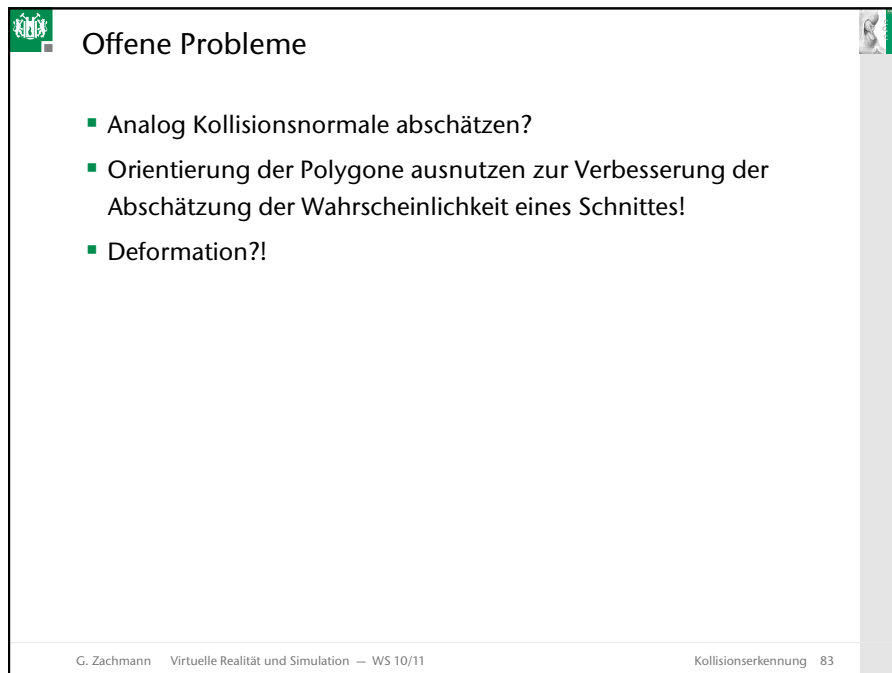 Offene Probleme
Analog Kollisionsnormale abschätzen?
Orientierung der Polygone ausnutzen zur Verbesserung der
Abschätzung der Wahrscheinlichkeit eines Schnittes!
Deformation?!
G. Zachmann Virtuelle Realität und Simulation — WS 10/11 Kollisionserkennung 83